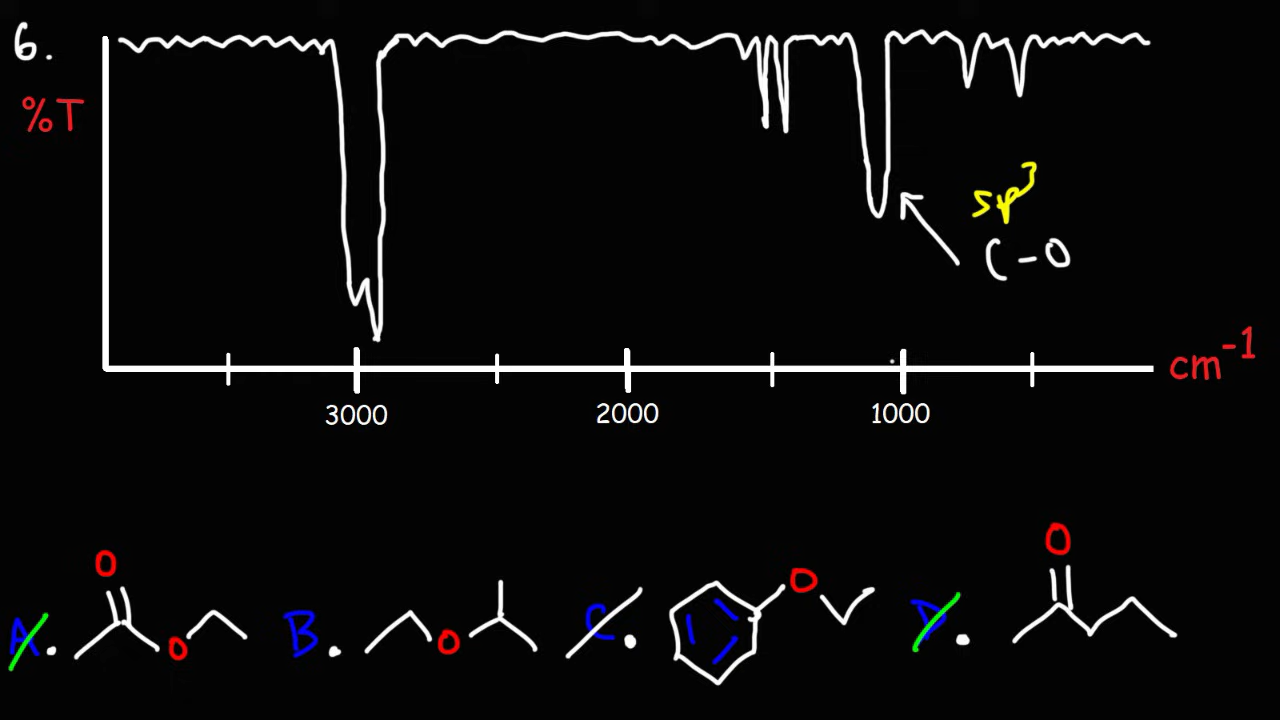 6.
%T
sp³
C-O
cm⁻¹
3000 2000 1000
O O O
A. O B. O C. D.